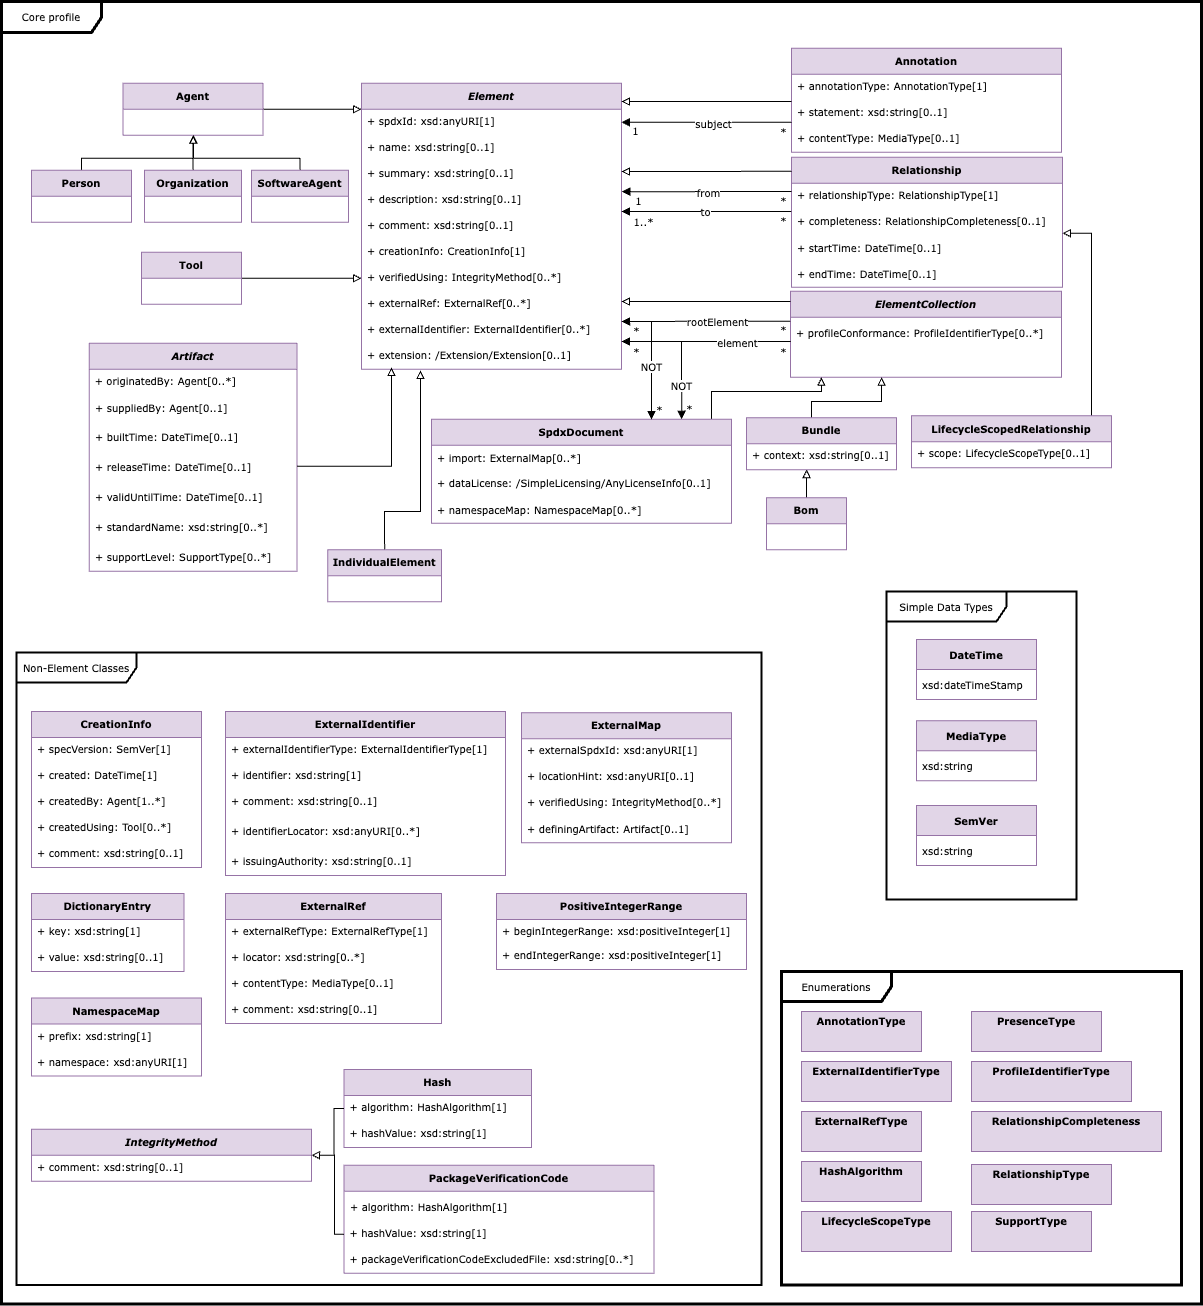 Core profile
Agent
Person
Organization
SoftwareAgent
Tool
Artifact
+ originatedBy: Agent[0..*]
+ suppliedBy: Agent[0..1]
+ builtTime: DateTime[0..1]
+ releaseTime: DateTime[0..1]
+ validUntilTime: DateTime[0..1]
+ standardName: xsd:string[0..*]
+ supportLevel: SupportType[0..*]
Element
+ spdxId: xsd:anyURI[1]
+ name: xsd:string[0..1]
+ summary: xsd:string[0..1]
+ description: xsd:string[0..1]
+ comment: xsd:string[0..1]
+ creationInfo: CreationInfo[1]
+ verifiedUsing: IntegrityMethod[0..*]
+ externalRef: ExternalRef[0..*]
+ externalIdentifier: ExternalIdentifier[0..*]
+ extension: /Extension/Extension[0..1]
IndividualElement
1 subject *
from
1 *
to
1..* *
rootElement
* *
element
* *
NOT
NOT
* *
Annotation
+ annotationType: AnnotationType[1]
+ statement: xsd:string[0..1]
+ contentType: MediaType[0..1]
Relationship
+ relationshipType: RelationshipType[1]
+ completeness: RelationshipCompleteness[0..1]
+ startTime: DateTime[0..1]
+ endTime: DateTime[0..1]
ElementCollection
+ profileConformance: ProfileIdentifierType[0..*]
SpdxDocument
+ import: ExternalMap[0..*]
+ dataLicense: /SimpleLicensing/AnyLicenseInfo[0..1]
+ namespaceMap: NamespaceMap[0..*]
Bundle
+ context: xsd:string[0..1]
Bom
LifecycleScopedRelationship
+ scope: LifecycleScopeType[0..1]
Simple Data Types
DateTime
xsd:dateTimeStamp
MediaType
xsd:string
SemVer
xsd:string
Non-Element Classes
CreationInfo
+ specVersion: SemVer[1]
+ created: DateTime[1]
+ createdBy: Agent[1..*]
+ createdUsing: Tool[0..*]
+ comment: xsd:string[0..1]
ExternalIdentifier
+ externalIdentifierType: ExternalIdentifierType[1]
+ identifier: xsd:string[1]
+ comment: xsd:string[0..1]
+ identifierLocator: xsd:anyURI[0..*]
+ issuingAuthority: xsd:string[0..1]
ExternalMap
+ externalSpdxId: xsd:anyURI[1]
+ locationHint: xsd:anyURI[0..1]
+ verifiedUsing: IntegrityMethod[0..*]
+ definingArtifact: Artifact[0..1]
DictionaryEntry
+ key: xsd:string[1]
+ value: xsd:string[0..1]
ExternalRef
+ externalRefType: ExternalRefType[1]
+ locator: xsd:string[0..*]
+ contentType: MediaType[0..1]
+ comment: xsd:string[0..1]
PositiveIntegerRange
+ beginIntegerRange: xsd:positiveInteger[1]
+ endIntegerRange: xsd:positiveInteger[1]
NamespaceMap
+ prefix: xsd:string[1]
+ namespace: xsd:anyURI[1]
IntegrityMethod
+ comment: xsd:string[0..1]
Hash
+ algorithm: HashAlgorithm[1]
+ hashValue: xsd:string[1]
PackageVerificationCode
+ algorithm: HashAlgorithm[1]
+ hashValue: xsd:string[1]
+ packageVerificationCodeExcludedFile: xsd:string[0..*]
Enumerations
AnnotationType
PresenceType
ExternalIdentifierType
ProfileIdentifierType
ExternalRefType
RelationshipCompleteness
HashAlgorithm
RelationshipType
LifecycleScopeType
SupportType